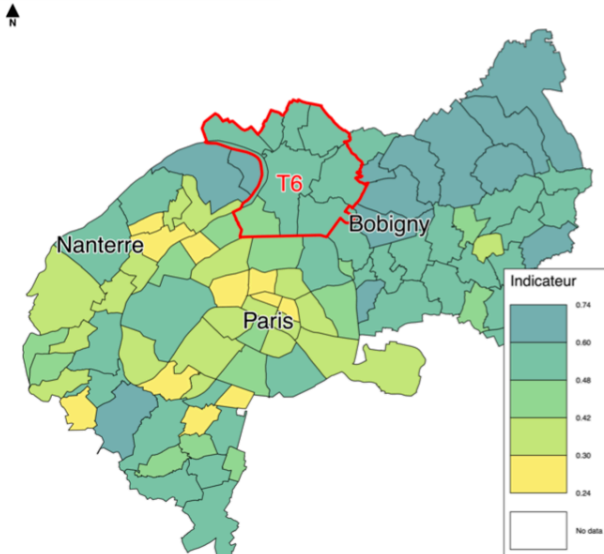 N
T6
Bobigny
Nanterre
Paris
Indicateur
0.74
0.60
0.48
0.42
0.30
0.24
No data